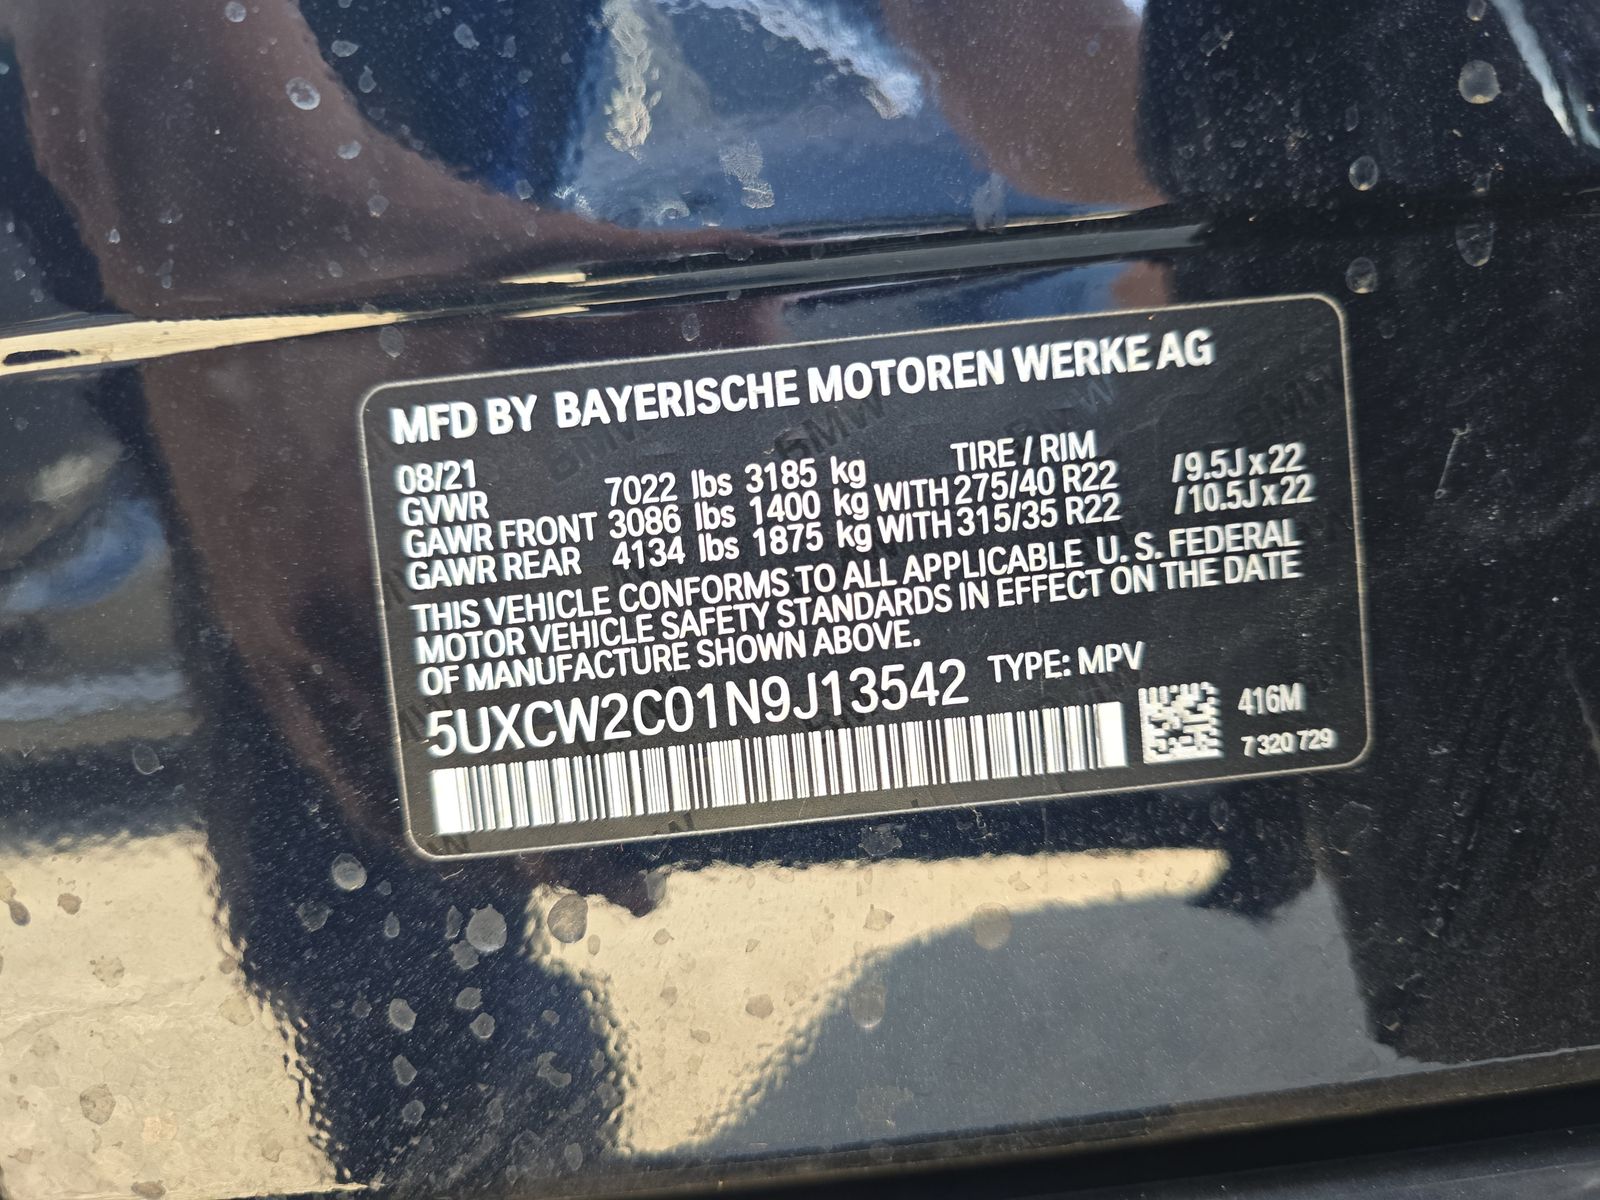 MFD BY BAYERISCHE MOTOREN WERKE AG
08/21 TIRE / RIM
GVWR 7022 lbs 3185 kg
GAWR FRONT 3086 lbs 1400 kg WITH 275/40 R22 /9.5J x 22
GAWR REAR 4134 lbs 1875 kg WITH 315/35 R22 /10.5J x 22
THIS VEHICLE CONFORMS TO ALL APPLICABLE U. S. FEDERAL
MOTOR VEHICLE SAFETY STANDARDS IN EFFECT ON THE DATE
OF MANUFACTURE SHOWN ABOVE.
5UXCW2C01N9J13542 TYPE: MPV
416M
7 320 729